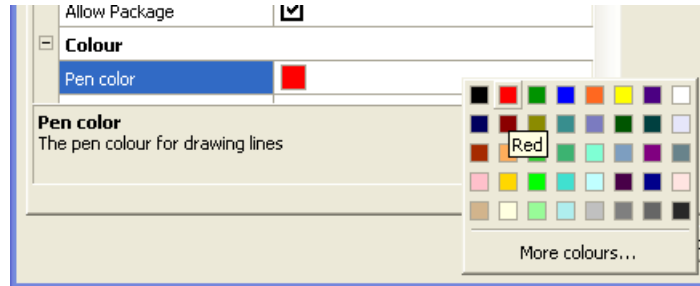 Allow Package
Colour
Pen color
Pen color
The pen colour for drawing lines
Red
More colours...